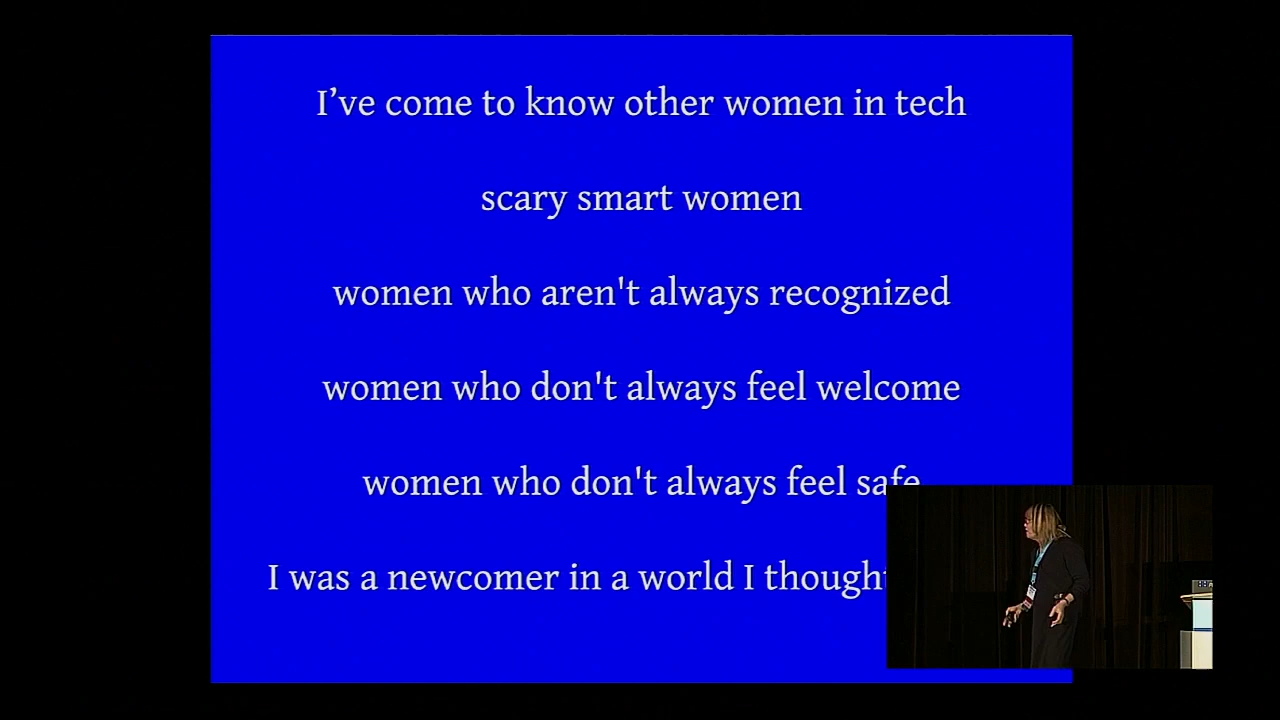 I’ve come to know other women in tech
scary smart women
women who aren't always recognized
women who don't always feel welcome
women who don't always feel safe
I was a newcomer in a world I thought